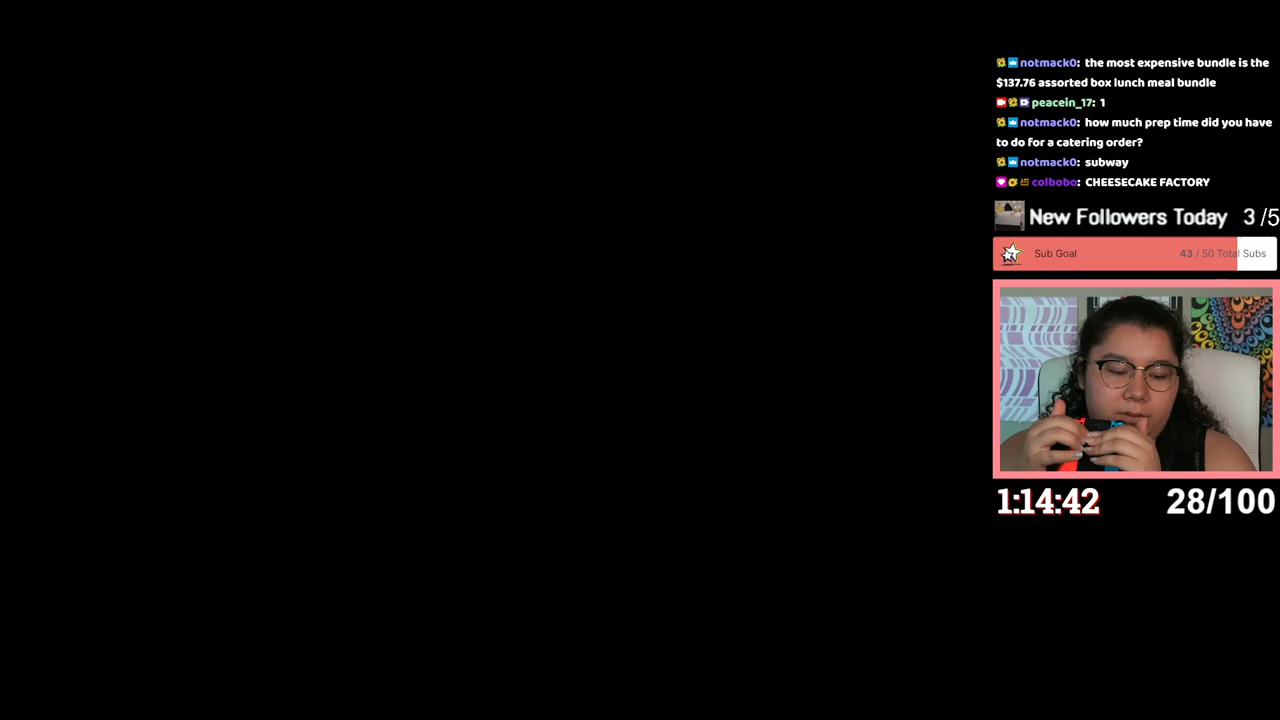 notmack0: the most expensive bundle is the
$137.76 assorted box lunch meal bundle
peacein_17: 1
notmack0: how much prep time did you have
to do for a catering order?
notmack0: subway
colbobo: CHEESECAKE FACTORY
New Followers Today 3 /5
Sub Goal 43 / 50 Total Subs
1:14:42 28/100